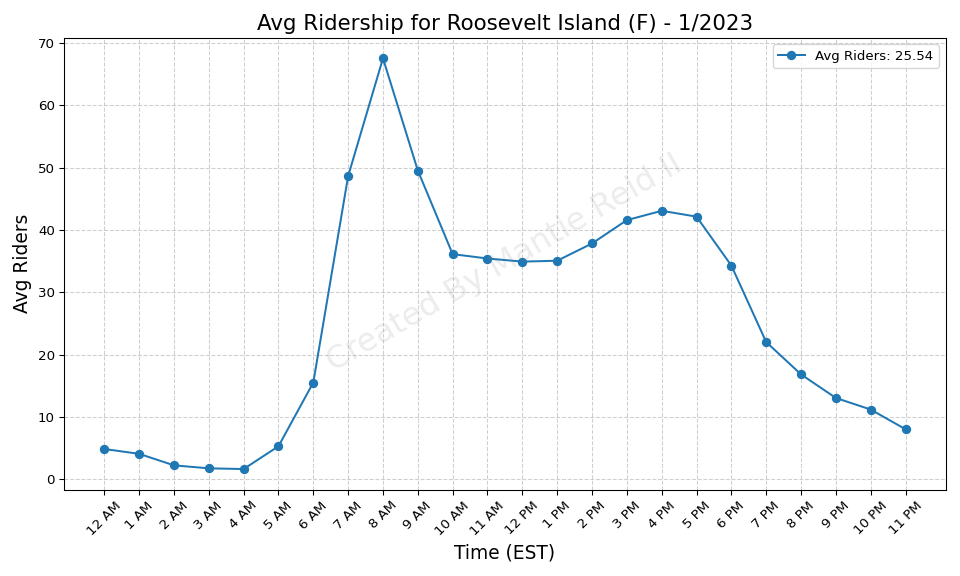 Avg Ridership for Roosevelt Island (F) - 1/2023
Avg Riders: 25.54
70
60
50
40
30
20
10
0
Avg Riders
Created By Mantie Reid II
12 AM
1 AM
2 AM
3 AM
4 AM
5 AM
6 AM
7 AM
8 AM
9 AM
10 AM
11 AM
12 PM
1 PM
2 PM
3 PM
4 PM
5 PM
6 PM
7 PM
8 PM
9 PM
10 PM
11 PM
Time (EST)